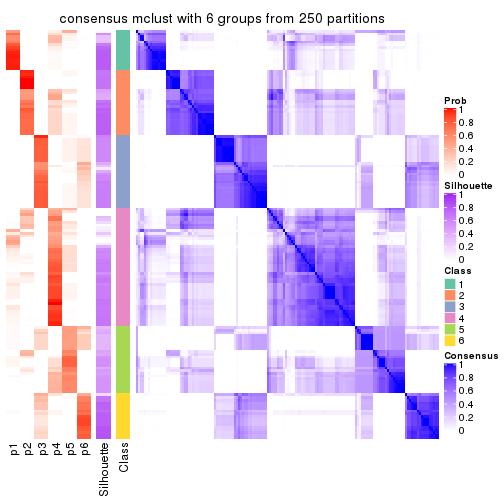 consensus mclust with 6 groups from 250 partitions
Prob
1
0.8
0.6
0.4
0.2
0
Silhouette
1
0.8
0.6
0.4
0.2
0
Class
1
2
3
4
5
6
Consensus
1
0.8
0.6
0.4
0.2
0
p1
p2
p3
p4
p5
p6
Silhouette
Class